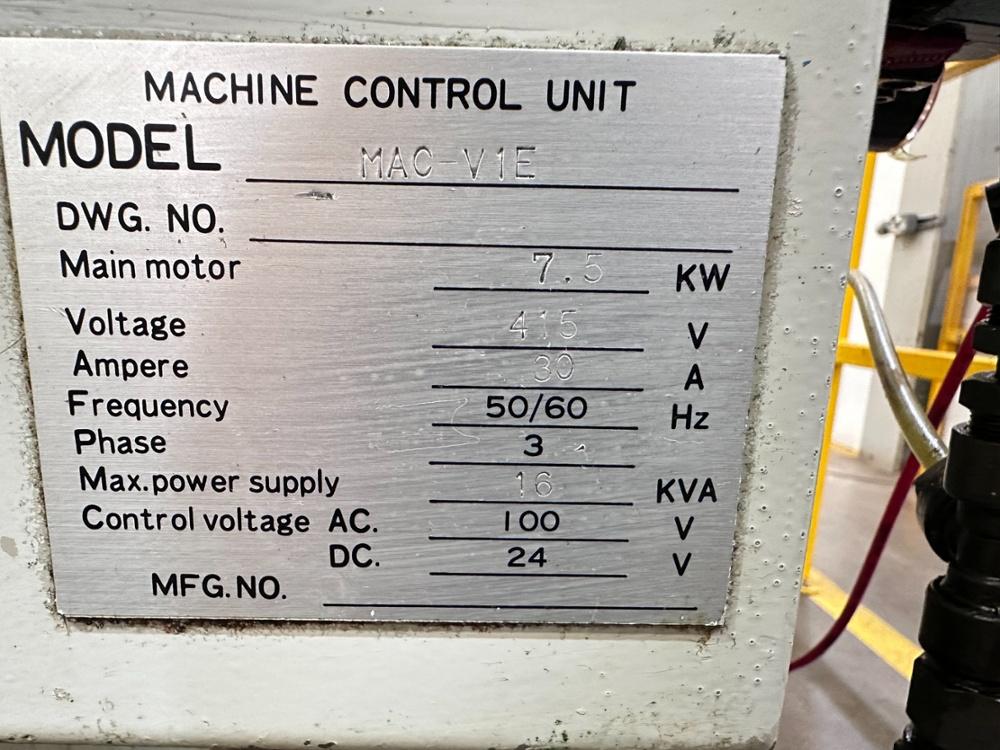 MACHINE CONTROL UNIT
MODEL MAC-V1E
DWG. NO.
Main motor 7.5 KW
Voltage 415 V
Ampere 30 A
Frequency 50/60 Hz
Phase 3
Max.power supply 16 KVA
Control voltage AC. 100 V
DC. 24 V
MFG.NO.